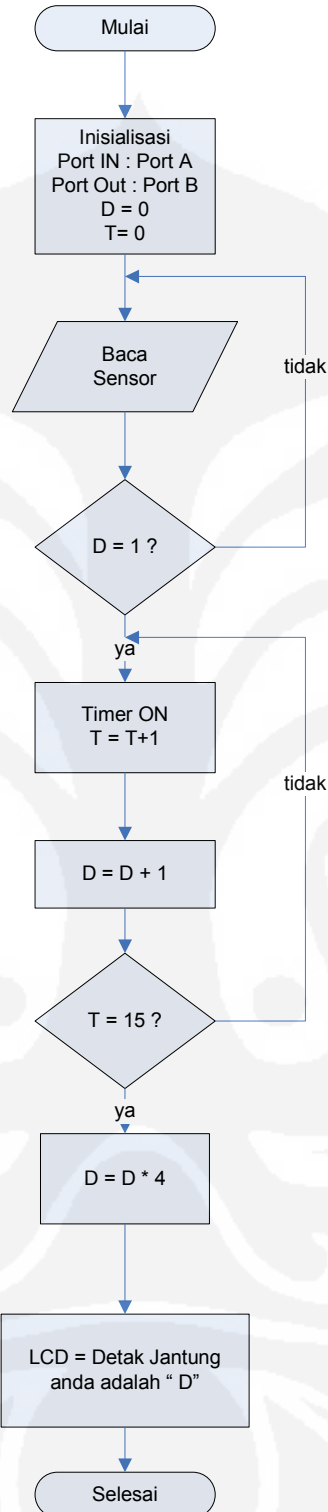 Mulai
Inisialisasi
Port IN : Port A
Port Out : Port B
D = 0
T= 0
Baca
Sensor
tidak
D = 1 ?
ya
Timer ON
T = T+1
tidak
D = D + 1
T = 15 ?
ya
D = D * 4
LCD = Detak Jantung
anda adalah “ D”
Selesai